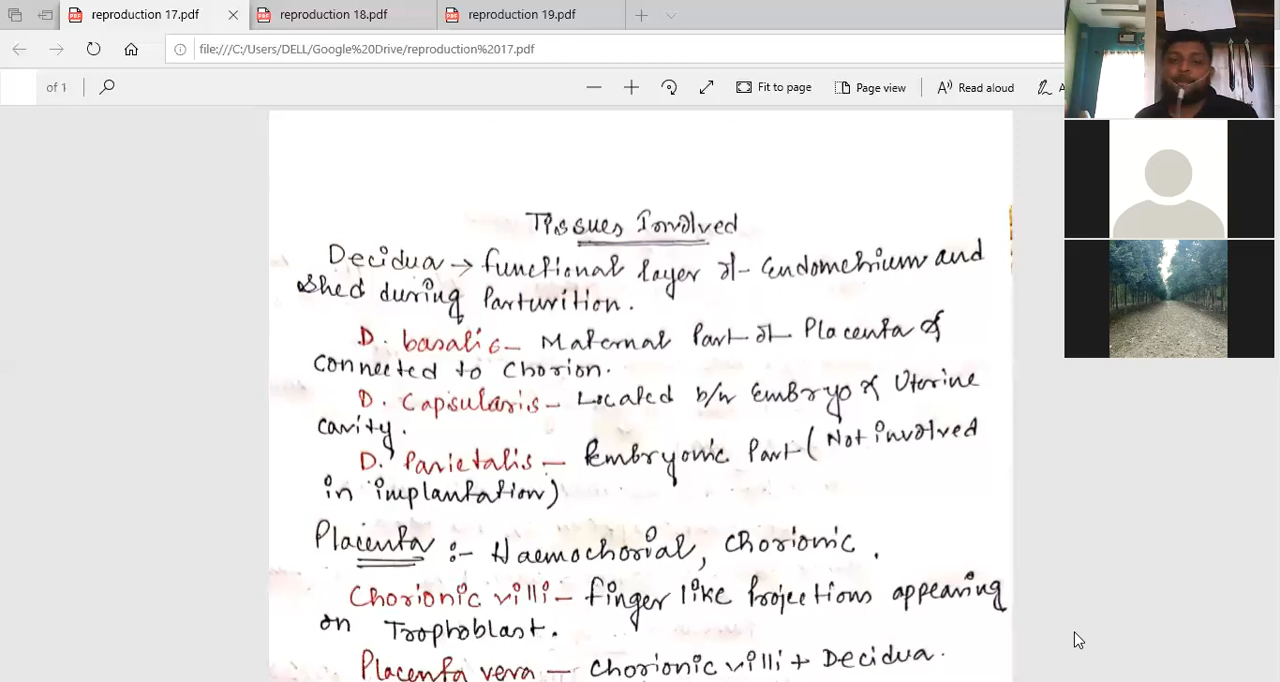 reproduction 17.pdf
reproduction 18.pdf
reproduction 19.pdf
file:///C:/Users/DELL/Google%20Drive/reproduction%2017.pdf
of 1
Fit to page
Page view
Read aloud
Tissues Involved
Decidua → functional layer of Endometrium and
shed during Parturition.
D. basalis – Maternal Part of Placenta &
connected to Chorion.
D. Capsularis – Located b/w Embryo & Uterine
cavity.
D. Parietalis – Embryonic Part (Not involved
in implantation)
Placenta :- Haemochorial, Chorionic.
Chorionic villi – finger like Projections appearing
on Trophoblast.
Placenta vera – Chorionic villi + Decidua.